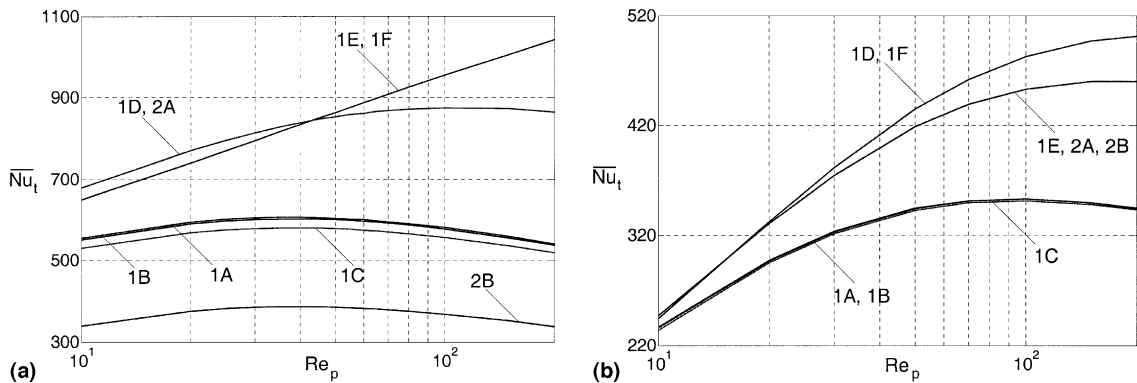 1100
900
700
500
300
Nu_t
1E, 1F
1D, 2A
1B
1A
1C
2B
10^1
Re_p
10^2
(a)
520
420
320
220
Nu_t
1D, 1F
1E, 2A, 2B
1C
1A, 1B
10^1
Re_p
10^2
(b)